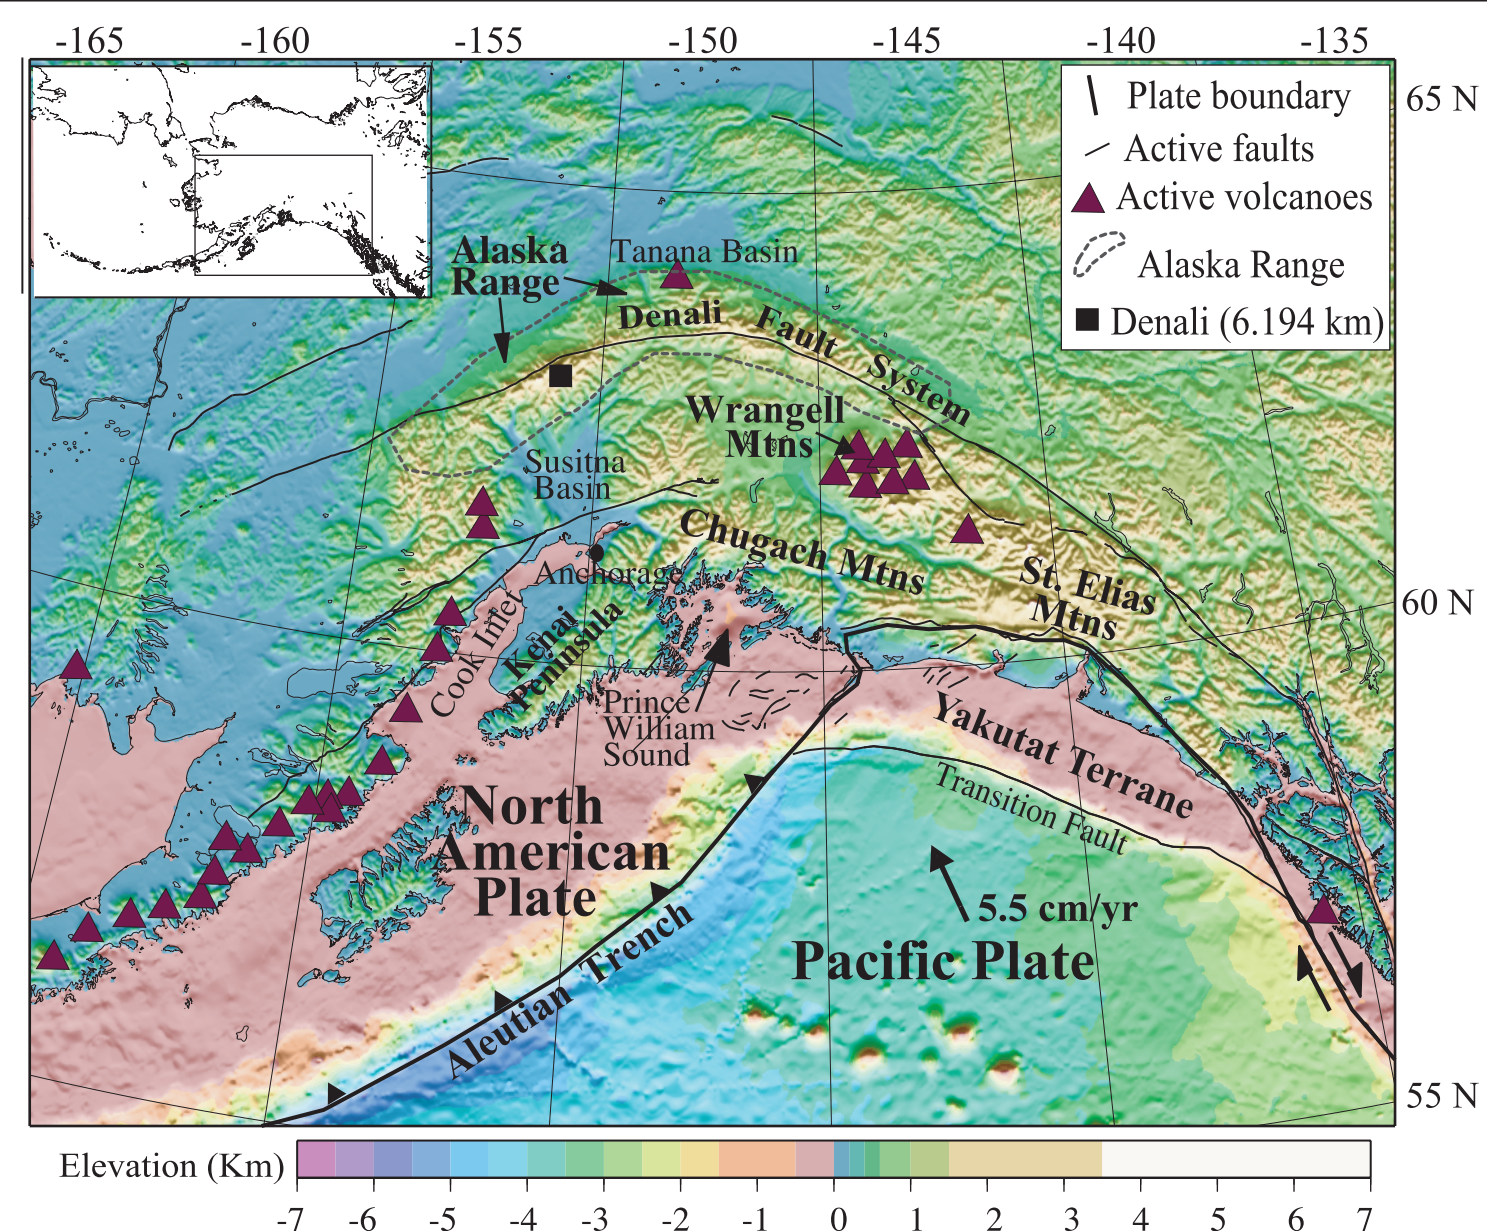 -165 -160 -155 -150 -145 -140 -135
65 N
60 N
55 N
Plate boundary
Active faults
Active volcanoes
Alaska Range
Denali (6.194 km)
Alaska
Range
Tanana Basin
Denali Fault System
Wrangell
Mtns
Susitna
Basin
Chugach Mtns
Anchorage
St. Elias
Mtns
Cook Inlet
Kenai
Peninsula
Prince
William
Sound
Yakutat Terrane
Transition Fault
North
American
Plate
5.5 cm/yr
Pacific Plate
Aleutian Trench
Elevation (Km)
-7 -6 -5 -4 -3 -2 -1 0 1 2 3 4 5 6 7